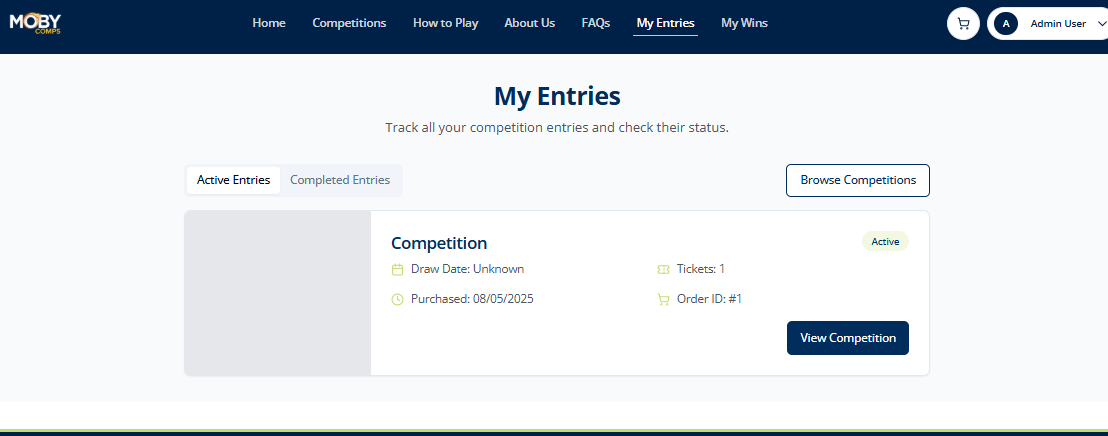 MOBY
COMPS
Home Competitions How to Play About Us FAQs My Entries My Wins
A Admin User
My Entries
Track all your competition entries and check their status.
Active Entries Completed Entries
Browse Competitions
Competition
Active
Draw Date: Unknown
Tickets: 1
Purchased: 08/05/2025
Order ID: #1
View Competition